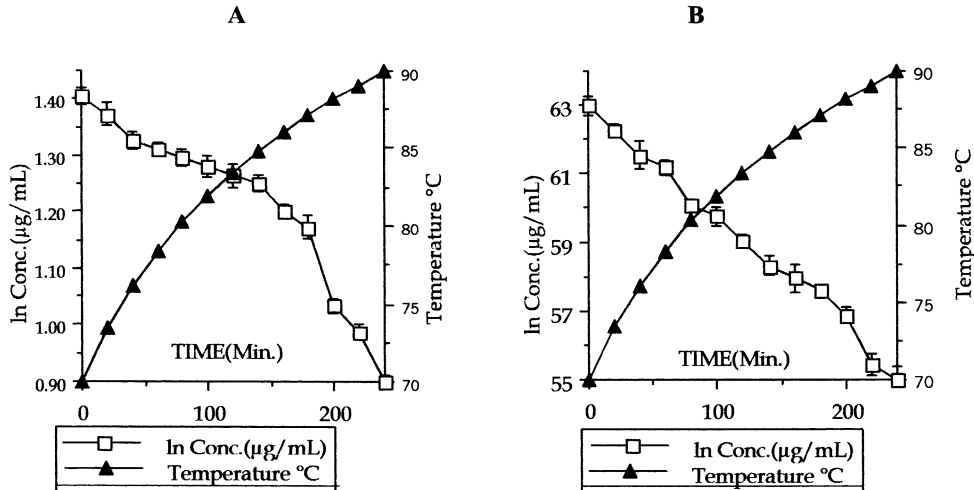 A
ln Conc.(µg/mL)
1.40
1.30
1.20
1.10
1.00
0.90
90
85
80
75
70
Temperature °C
TIME(Min.)
0
100
200
ln Conc.(µg/mL)
Temperature °C
B
ln Conc.(µg/mL)
63
61
59
57
55
90
85
80
75
70
Temperature °C
TIME(Min.)
0
100
200
ln Conc.(µg/mL)
Temperature °C